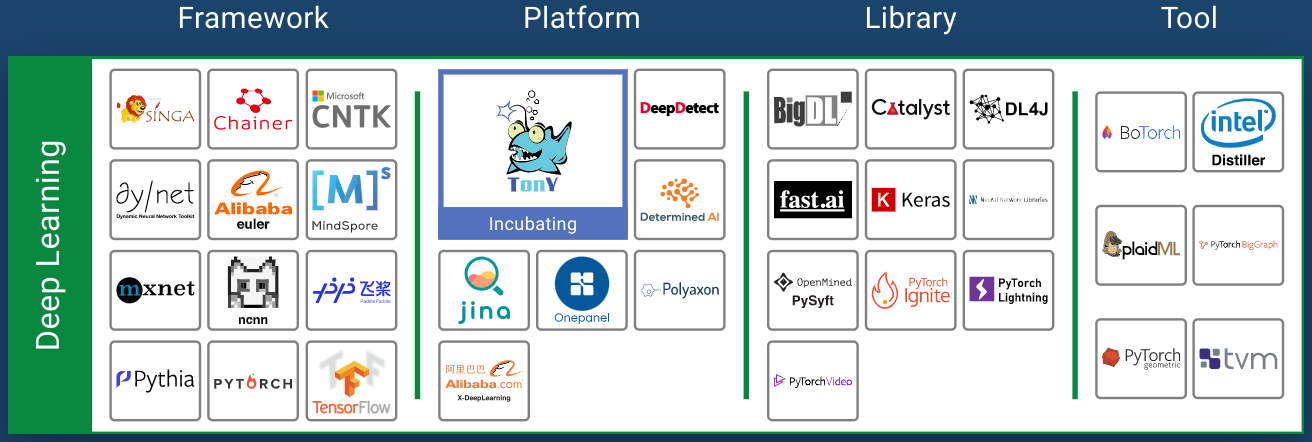 Framework
Platform
Library
Tool
Deep Learning
SINGA
Chainer
Microsoft
CNTK
dy/net
Dynamic Neural Network Toolkit
Alibaba
euler
[M]s
MindSpore
mxnet
ncnn
飞桨
PaddlePaddle
Pythia
PYTORCH
TensorFlow
TonY
Incubating
DeepDetect
Determined AI
jina
Onepanel
Polyaxon
阿里巴巴
Alibaba.com
X-DeepLearning
BigDL
Catalyst
DL4J
fast.ai
K Keras
Neural Network Libraries
OpenMined
PySyft
PyTorch
Ignite
PyTorch
Lightning
PyTorchVideo
BoTorch
intel
Distiller
plaidML
PyTorch BigGraph
PyTorch
geometric
tvm